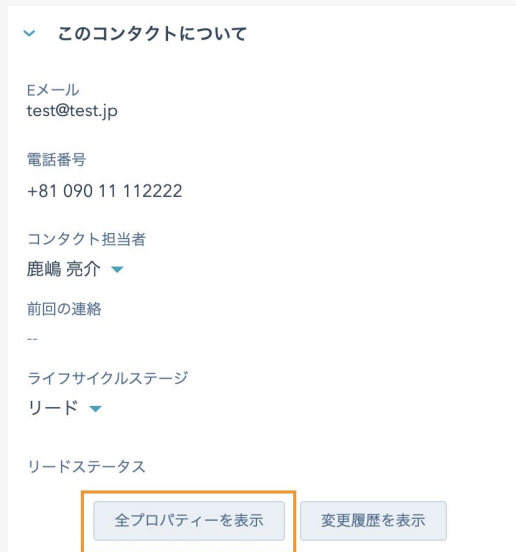 このコンタクトについて
Eメール
test@test.jp
電話番号
+81 090 11 112222
コンタクト担当者
鹿嶋 亮介
前回の連絡
--
ライフサイクルステージ
リード
リードステータス
全プロパティーを表示 変更履歴を表示